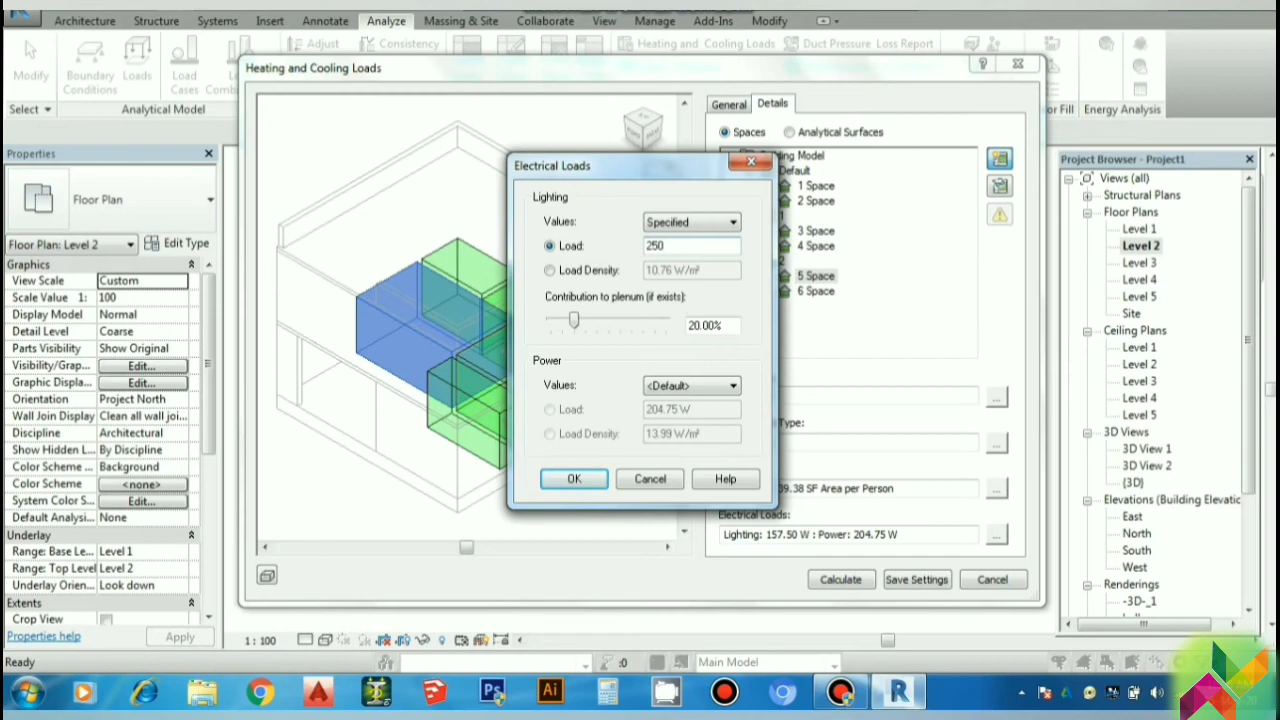 Architecture Structure Systems Insert Annotate Analyze Massing & Site Collaborate View Manage Add-Ins Modify
Adjust Consistency Heating and Cooling Loads Duct Pressure Loss Report
Modify Boundary Conditions Loads Load Cases
Select Analytical Model Energy Analysis
Heating and Cooling Loads
General Details
Spaces Analytical Surfaces
Default
1 Space
2 Space
1
3 Space
4 Space
2
5 Space
6 Space
Type:
39.38 SF Area per Person
Electrical Loads:
Lighting: 157.50 W : Power: 204.75 W
Calculate Save Settings Cancel
Electrical Loads
Lighting
Values: Specified
Load: 250
Load Density: 10.76 W/m²
Contribution to plenum (if exists):
20.00%
Power
Values: <Default>
Load: 204.75 W
Load Density: 13.99 W/m²
OK Cancel Help
Properties
Floor Plan
Floor Plan: Level 2 Edit Type
Graphics
View Scale Custom
Scale Value 1: 100
Display Model Normal
Detail Level Coarse
Parts Visibility Show Original
Visibility/Grap... Edit...
Graphic Displa... Edit...
Orientation Project North
Wall Join Display Clean all wall joi...
Discipline Architectural
Show Hidden L... By Discipline
Color Scheme ... Background
Color Scheme <none>
System Color S... Edit...
Default Analysi... None
Underlay
Range: Base Le... Level 1
Range: Top Level Level 2
Underlay Orien... Look down
Extents
Crop View
Properties help Apply
Project Browser - Project1
Views (all)
Structural Plans
Floor Plans
Level 1
Level 2
Level 3
Level 4
Level 5
Site
Ceiling Plans
Level 1
Level 2
Level 3
Level 4
Level 5
3D Views
3D View 1
3D View 2
{3D}
Elevations (Building Elevatic
East
North
South
West
Renderings
-3D-_1
1 : 100
Ready :0 Main Model
Ps Ai R